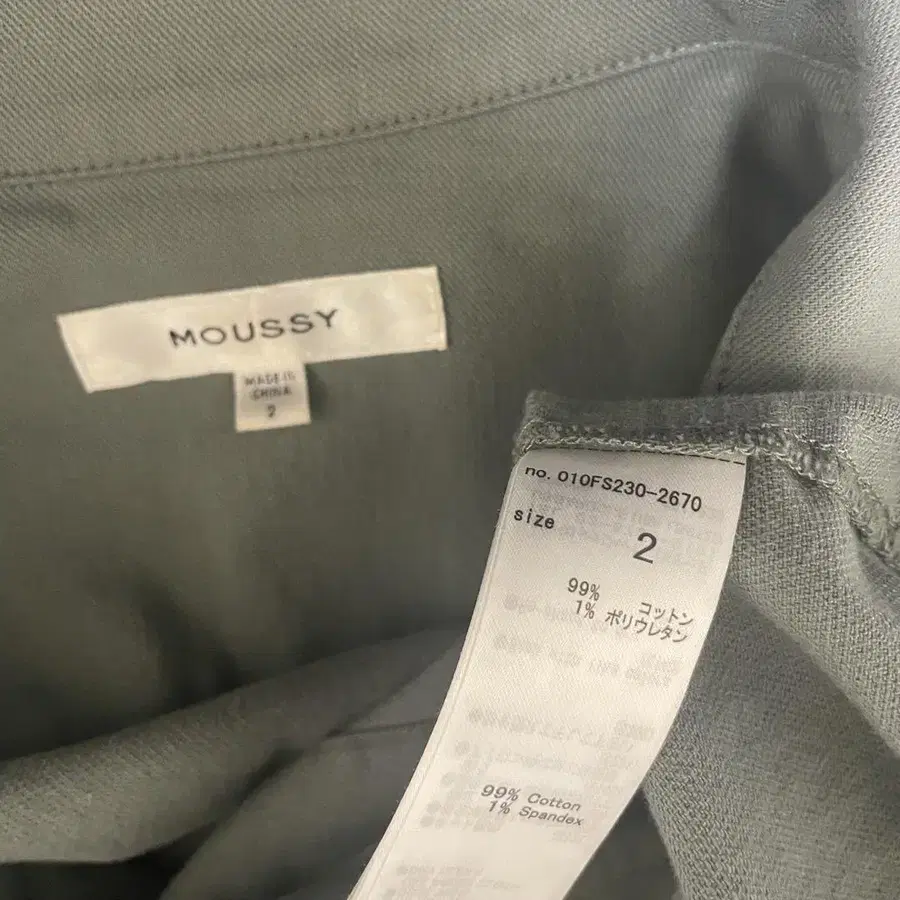 MOUSSY
MADE IN
CHINA
2
no. 010FS230-2670
size
2
99% コットン
1% ポリウレタン
99% Cotton
1% Spandex